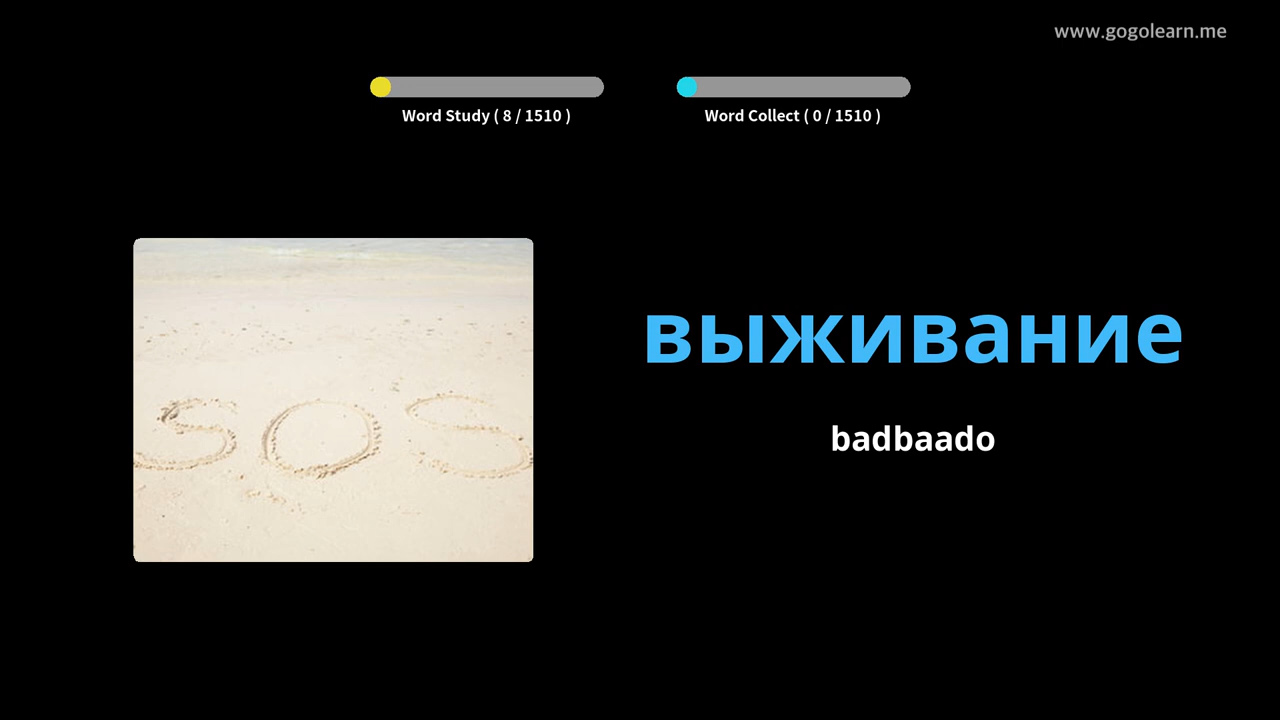 www.gogolearn.me
Word Study ( 8 / 1510 )
Word Collect ( 0 / 1510 )
SOS
выживание
badbaado